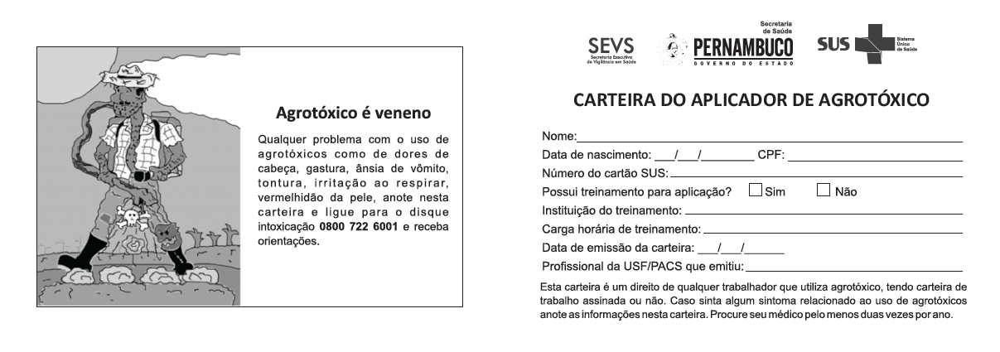 Agrotóxico é veneno
Qualquer problema com o uso de
agrotóxicos como de dores de
cabeça, gastura, ânsia de vômito,
tontura, irritação ao respirar,
vermelhidão da pele, anote nesta
carteira e ligue para o disque
intoxicação 0800 722 6001 e receba
orientações.
SEVS
Secretaria Executiva
de Vigilância em Saúde
Secretaria
de Saúde
PERNAMBUCO
GOVERNO DO ESTADO
SUS
Sistema
Único
de Saúde
CARTEIRA DO APLICADOR DE AGROTÓXICO
Nome:
Data de nascimento: ___/___/_________ CPF:
Número do cartão SUS:
Possui treinamento para aplicação? Sim Não
Instituição do treinamento:
Carga horária de treinamento:
Data de emissão da carteira: ___/___/______
Profissional da USF/PACS que emitiu:
Esta carteira é um direito de qualquer trabalhador que utiliza agrotóxico, tendo carteira de
trabalho assinada ou não. Caso sinta algum sintoma relacionado ao uso de agrotóxicos
anote as informações nesta carteira. Procure seu médico pelo menos duas vezes por ano.